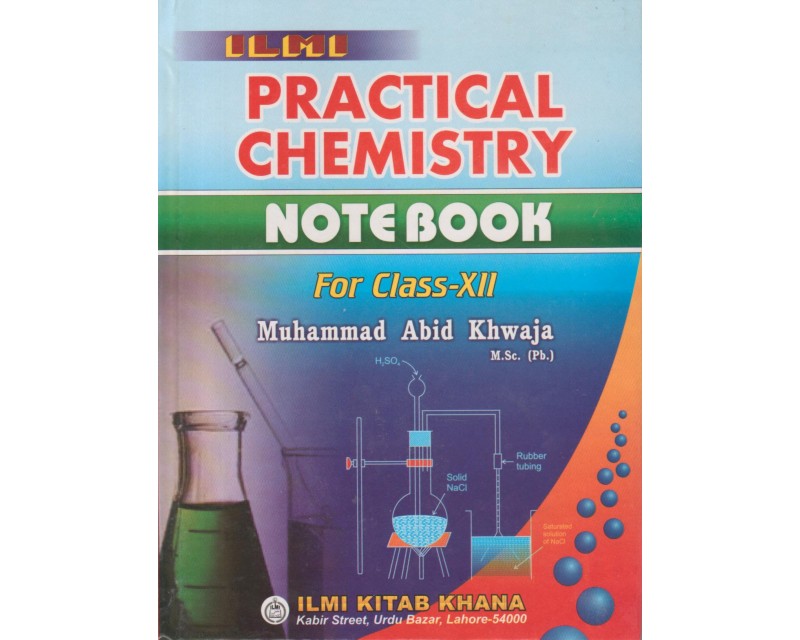 ILMI
PRACTICAL
CHEMISTRY
NOTE BOOK
For Class-XII
Muhammad Abid Khwaja
M.Sc. (Pb.)
H₂SO₄
Rubber
tubing
Solid
NaCl
Saturated
solution
of NaCl
ILMI KITAB KHANA
Kabir Street, Urdu Bazar, Lahore-54000